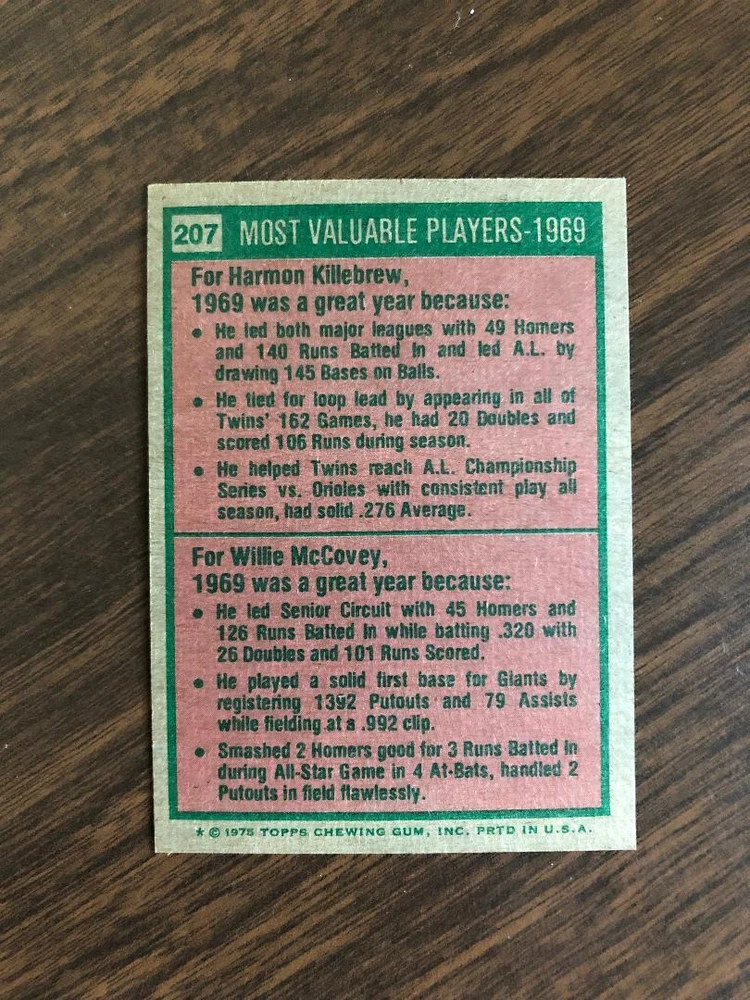 207 MOST VALUABLE PLAYERS-1969
For Harmon Killebrew,
1969 was a great year because:
• He led both major leagues with 49 Homers
and 140 Runs Batted In and led A.L. by
drawing 145 Bases on Balls.
• He tied for loop lead by appearing in all of
Twins' 162 Games, he had 20 Doubles and
scored 106 Runs during season.
• He helped Twins reach A.L. Championship
Series vs. Orioles with consistent play all
season, had solid .276 Average.
For Willie McCovey,
1969 was a great year because:
• He led Senior Circuit with 45 Homers and
126 Runs Batted In while batting .320 with
26 Doubles and 101 Runs Scored.
• He played a solid first base for Giants by
registering 1392 Putouts and 79 Assists
while fielding at a .992 clip.
• Smashed 2 Homers good for 3 Runs Batted In
during All-Star Game in 4 At-Bats, handled 2
Putouts in field flawlessly.
* © 1975 TOPPS CHEWING GUM, INC. PRTD IN U.S.A.